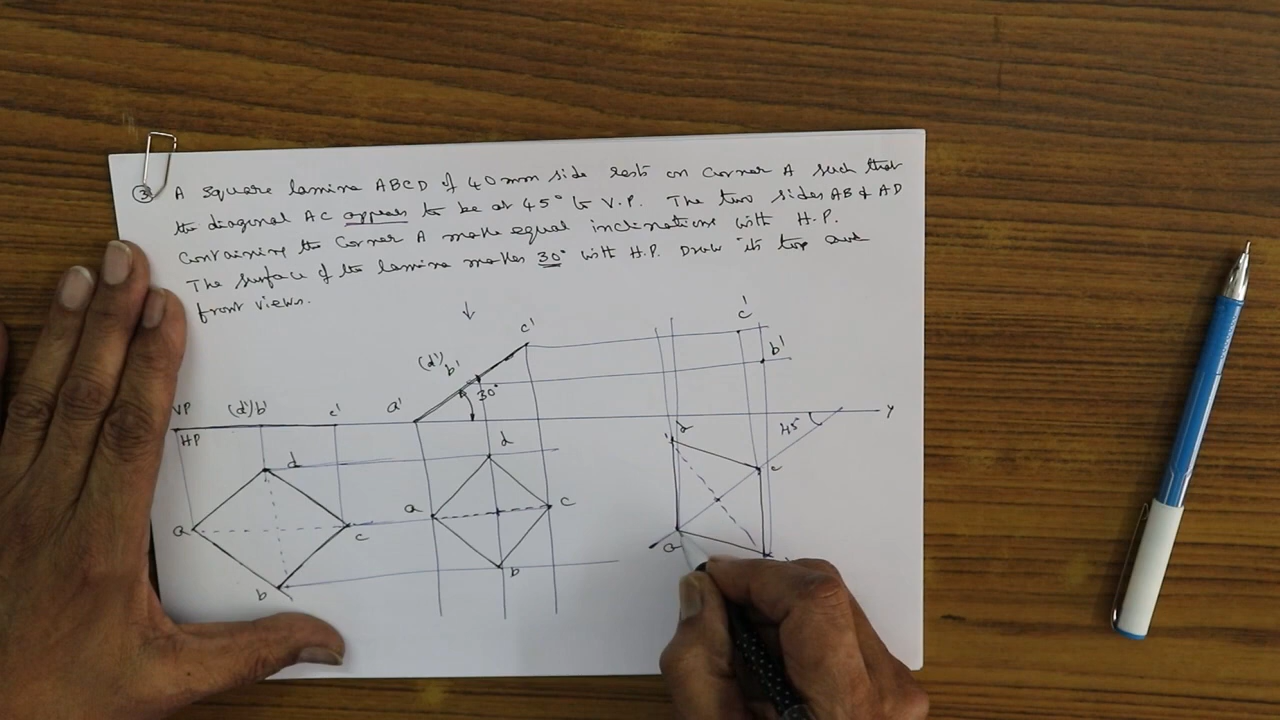 ③ A square lamina ABCD of 40mm side rests on corner A such that
the diagonal AC appears to be at 45° to V.P. The two sides AB & AD
containing the corner A make equal inclinations with H.P.
The surface of the lamina makes 30° with H.P. Draw its top and
front views.
c' c'
(d') b' b'
30°
VP (d')b' c' a' y
HP 45°
d d d
c
a a c
c a
b b